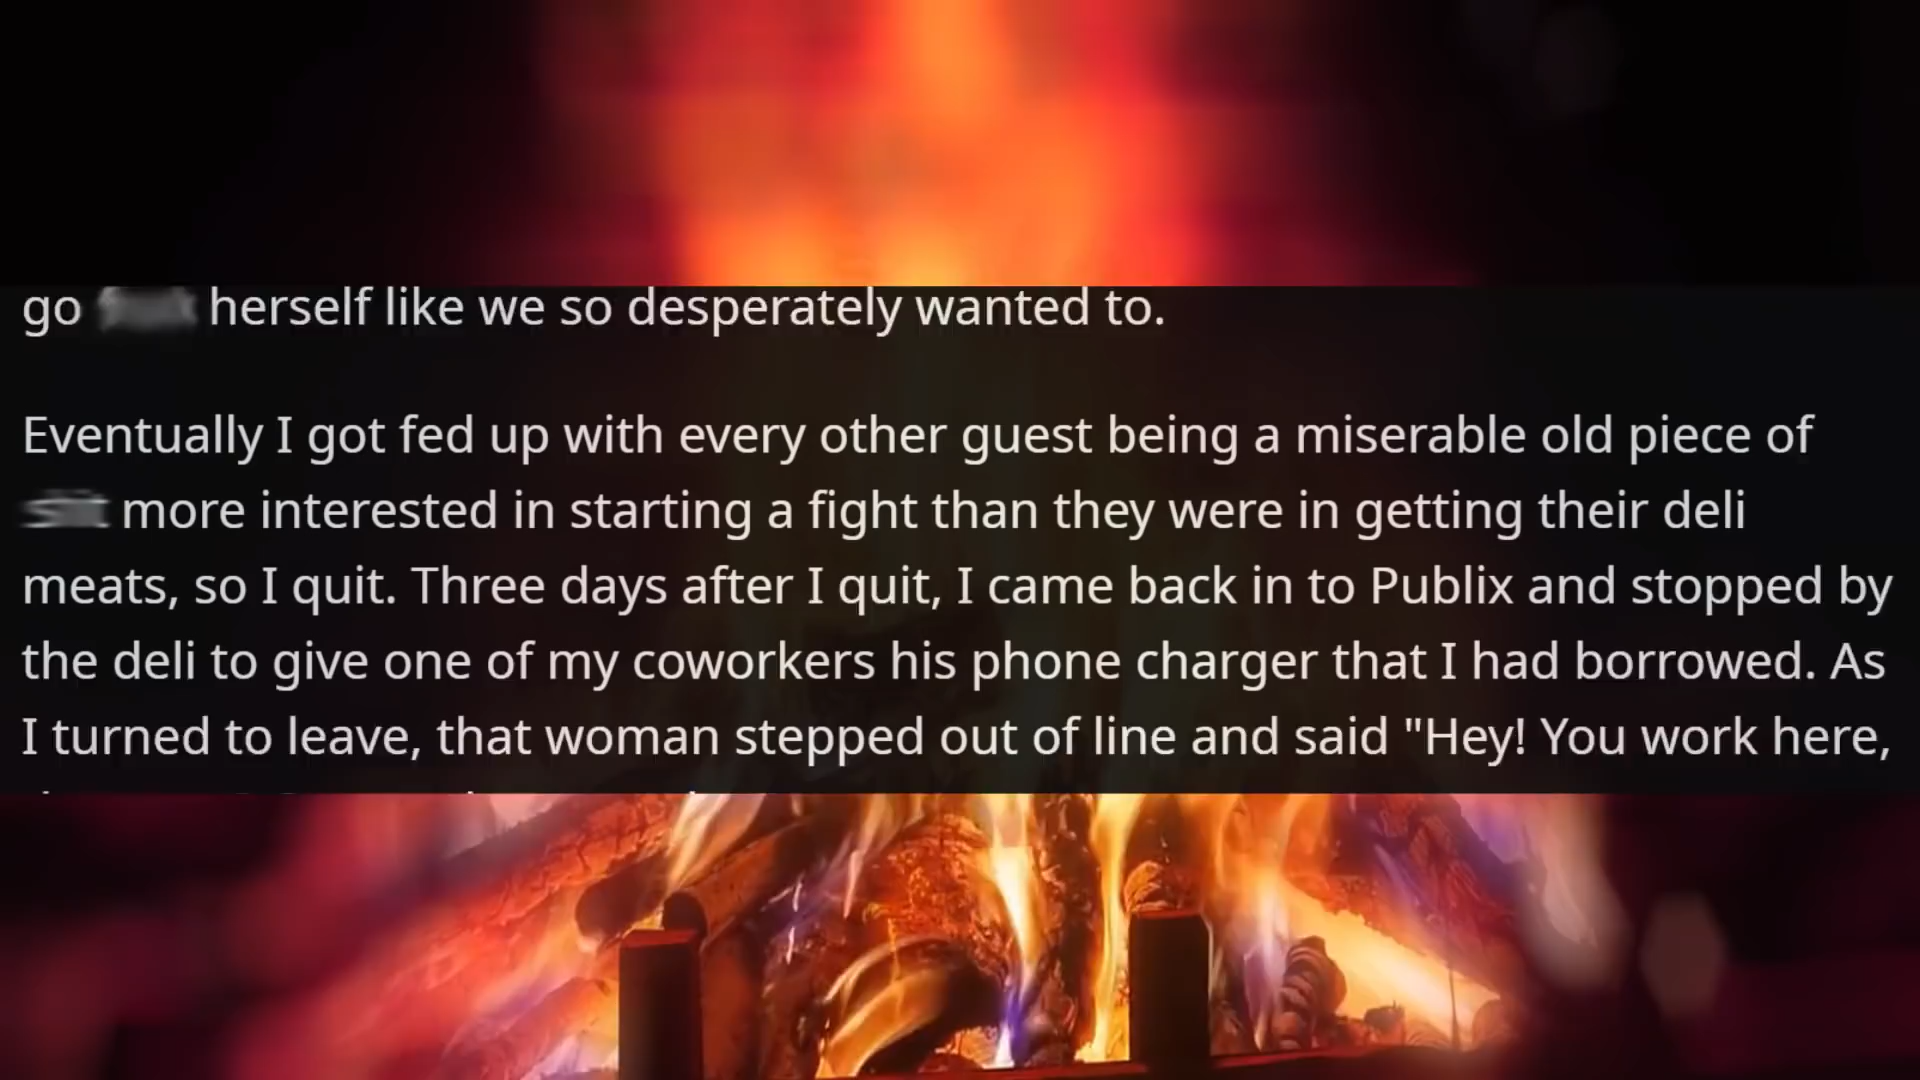 go herself like we so desperately wanted to.
Eventually I got fed up with every other guest being a miserable old piece of
more interested in starting a fight than they were in getting their deli
meats, so I quit. Three days after I quit, I came back in to Publix and stopped by
the deli to give one of my coworkers his phone charger that I had borrowed. As
I turned to leave, that woman stepped out of line and said "Hey! You work here,